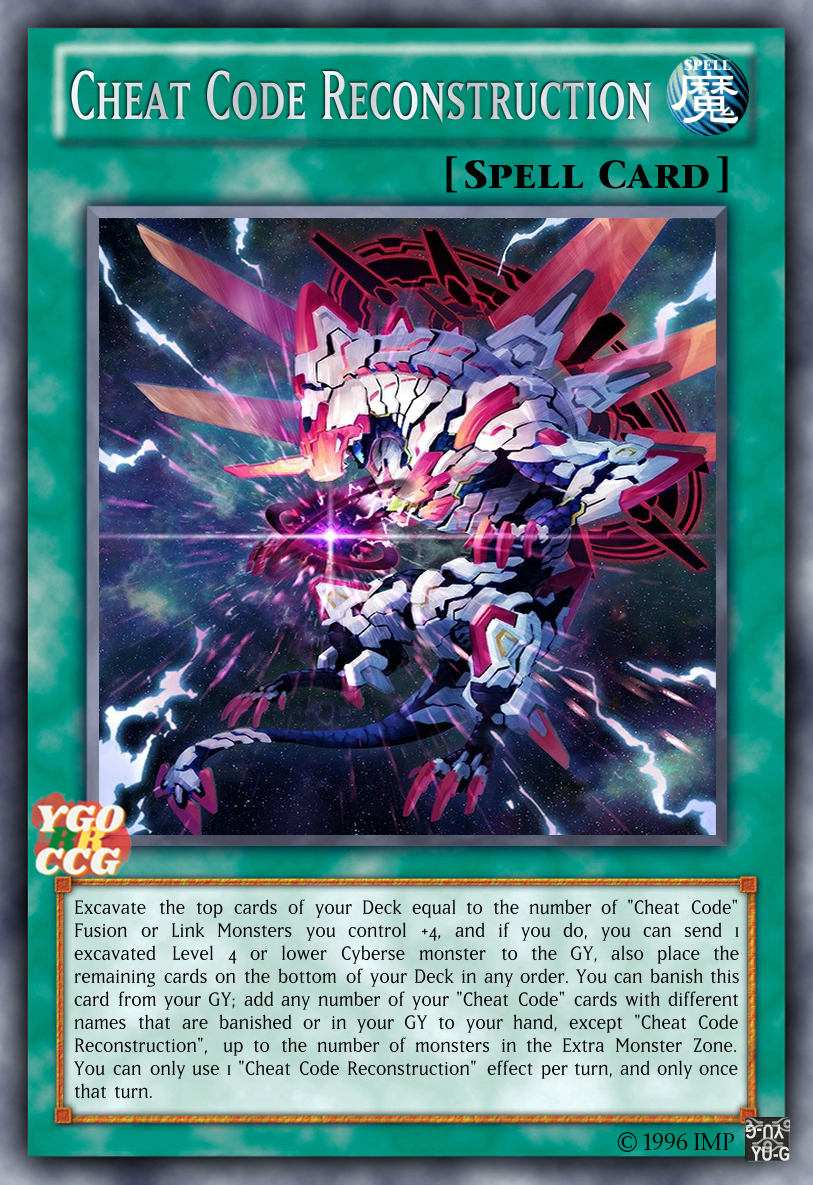 Cheat Code Reconstruction
SPELL
魔
[Spell Card]
YGO
BR
CCG
Excavate the top cards of your Deck equal to the number of "Cheat Code"
Fusion or Link Monsters you control +4, and if you do, you can send 1
excavated Level 4 or lower Cyberse monster to the GY, also place the
remaining cards on the bottom of your Deck in any order. You can banish this
card from your GY; add any number of your "Cheat Code" cards with different
names that are banished or in your GY to your hand, except "Cheat Code
Reconstruction", up to the number of monsters in the Extra Monster Zone.
You can only use 1 "Cheat Code Reconstruction" effect per turn, and only once
that turn.
© 1996 IMP
YU-G
YU-G